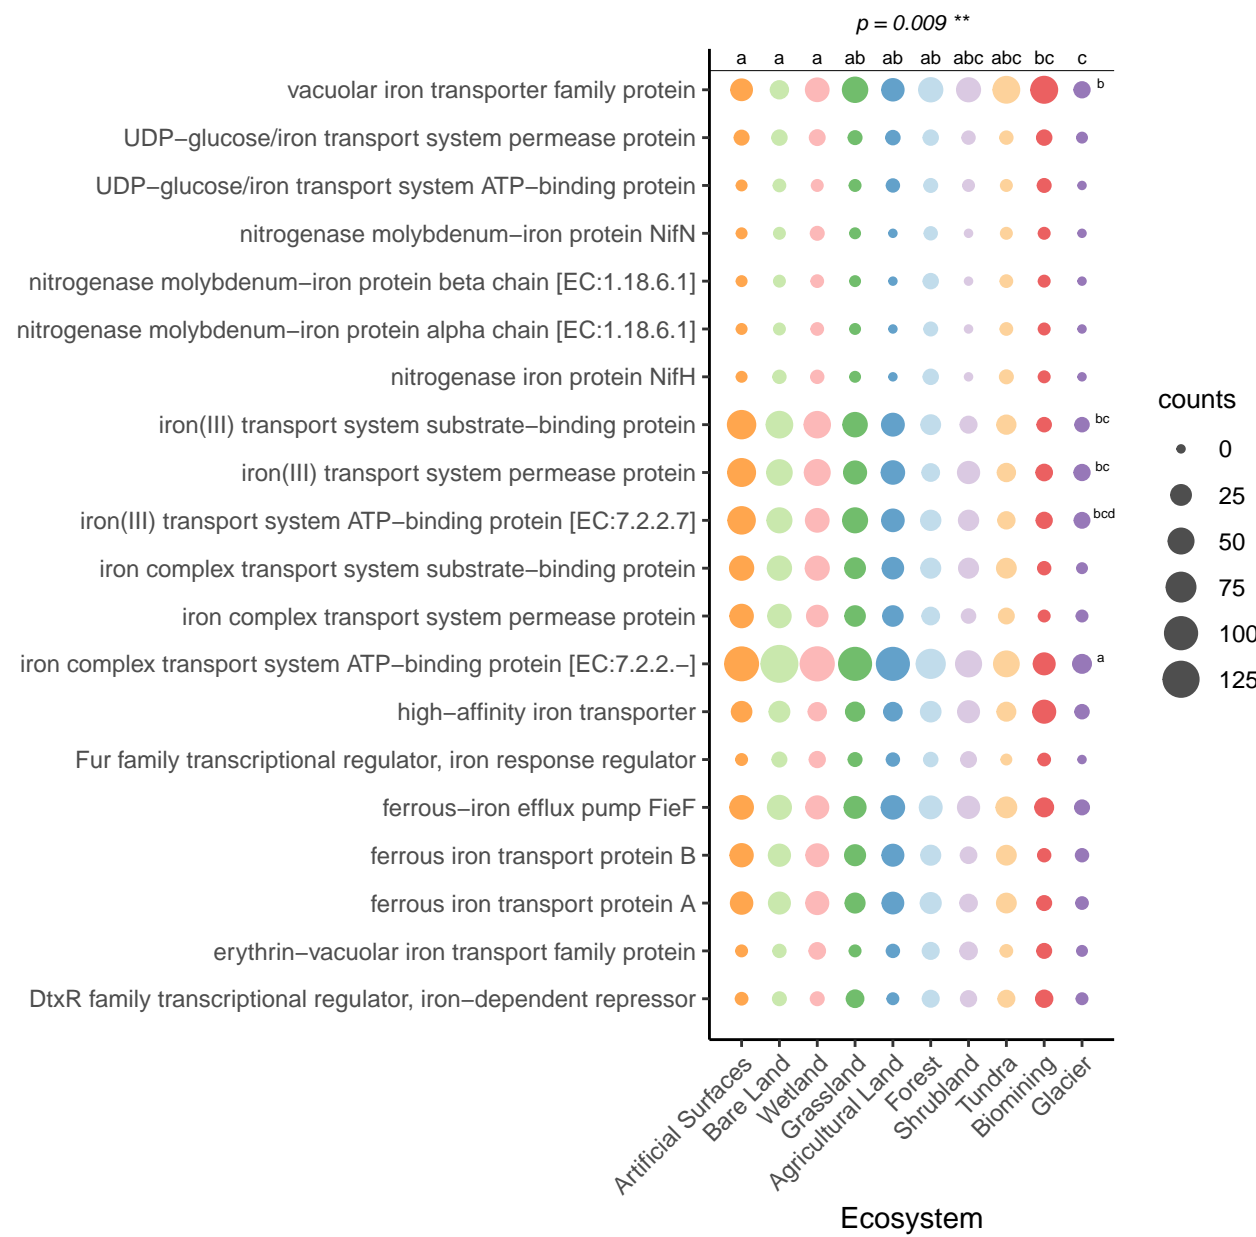 p = 0.009 **
a a a ab ab ab abc abc bc c
vacuolar iron transporter family protein b
UDP−glucose/iron transport system permease protein
UDP−glucose/iron transport system ATP−binding protein
nitrogenase molybdenum−iron protein NifN
nitrogenase molybdenum−iron protein beta chain [EC:1.18.6.1]
nitrogenase molybdenum−iron protein alpha chain [EC:1.18.6.1]
nitrogenase iron protein NifH
iron(III) transport system substrate−binding protein bc
iron(III) transport system permease protein bc
iron(III) transport system ATP−binding protein [EC:7.2.2.7] bcd
iron complex transport system substrate−binding protein
iron complex transport system permease protein
iron complex transport system ATP−binding protein [EC:7.2.2.−] a
high−affinity iron transporter
Fur family transcriptional regulator, iron response regulator
ferrous−iron efflux pump FieF
ferrous iron transport protein B
ferrous iron transport protein A
erythrin−vacuolar iron transport family protein
DtxR family transcriptional regulator, iron−dependent repressor
Artificial Surfaces
Bare Land
Wetland
Grassland
Agricultural Land
Forest
Shrubland
Tundra
Biomining
Glacier
Ecosystem
counts
0
25
50
75
100
125